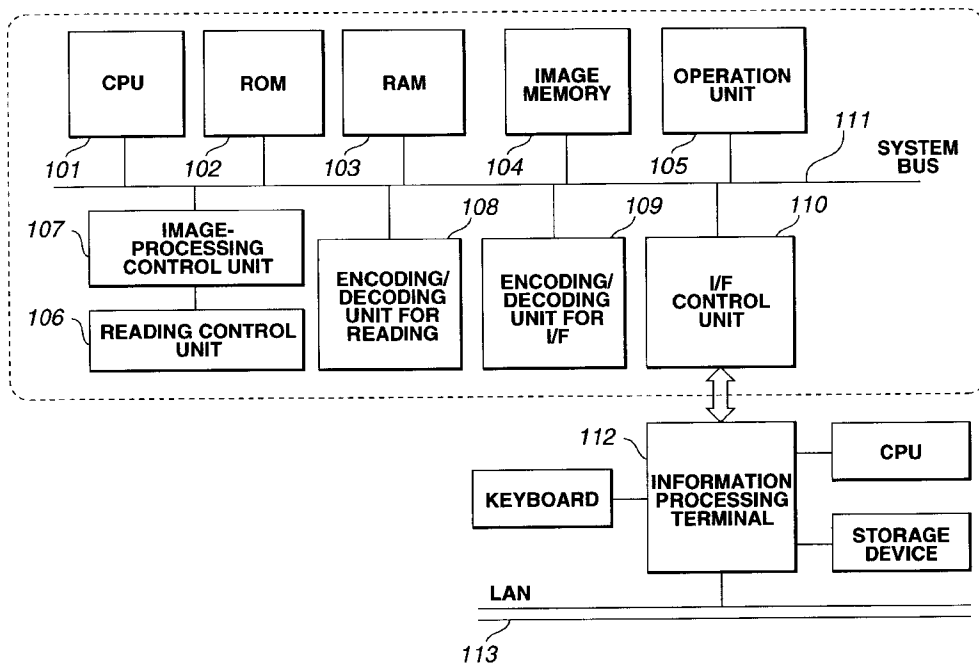 CPU
ROM
RAM
IMAGE
MEMORY
OPERATION
UNIT
101
102
103
104
105
111
SYSTEM
BUS
107
IMAGE-
PROCESSING
CONTROL UNIT
108
ENCODING/
DECODING
UNIT FOR
READING
109
ENCODING/
DECODING
UNIT FOR
I/F
110
I/F
CONTROL
UNIT
106
READING CONTROL
UNIT
112
INFORMATION
PROCESSING
TERMINAL
CPU
KEYBOARD
STORAGE
DEVICE
LAN
113